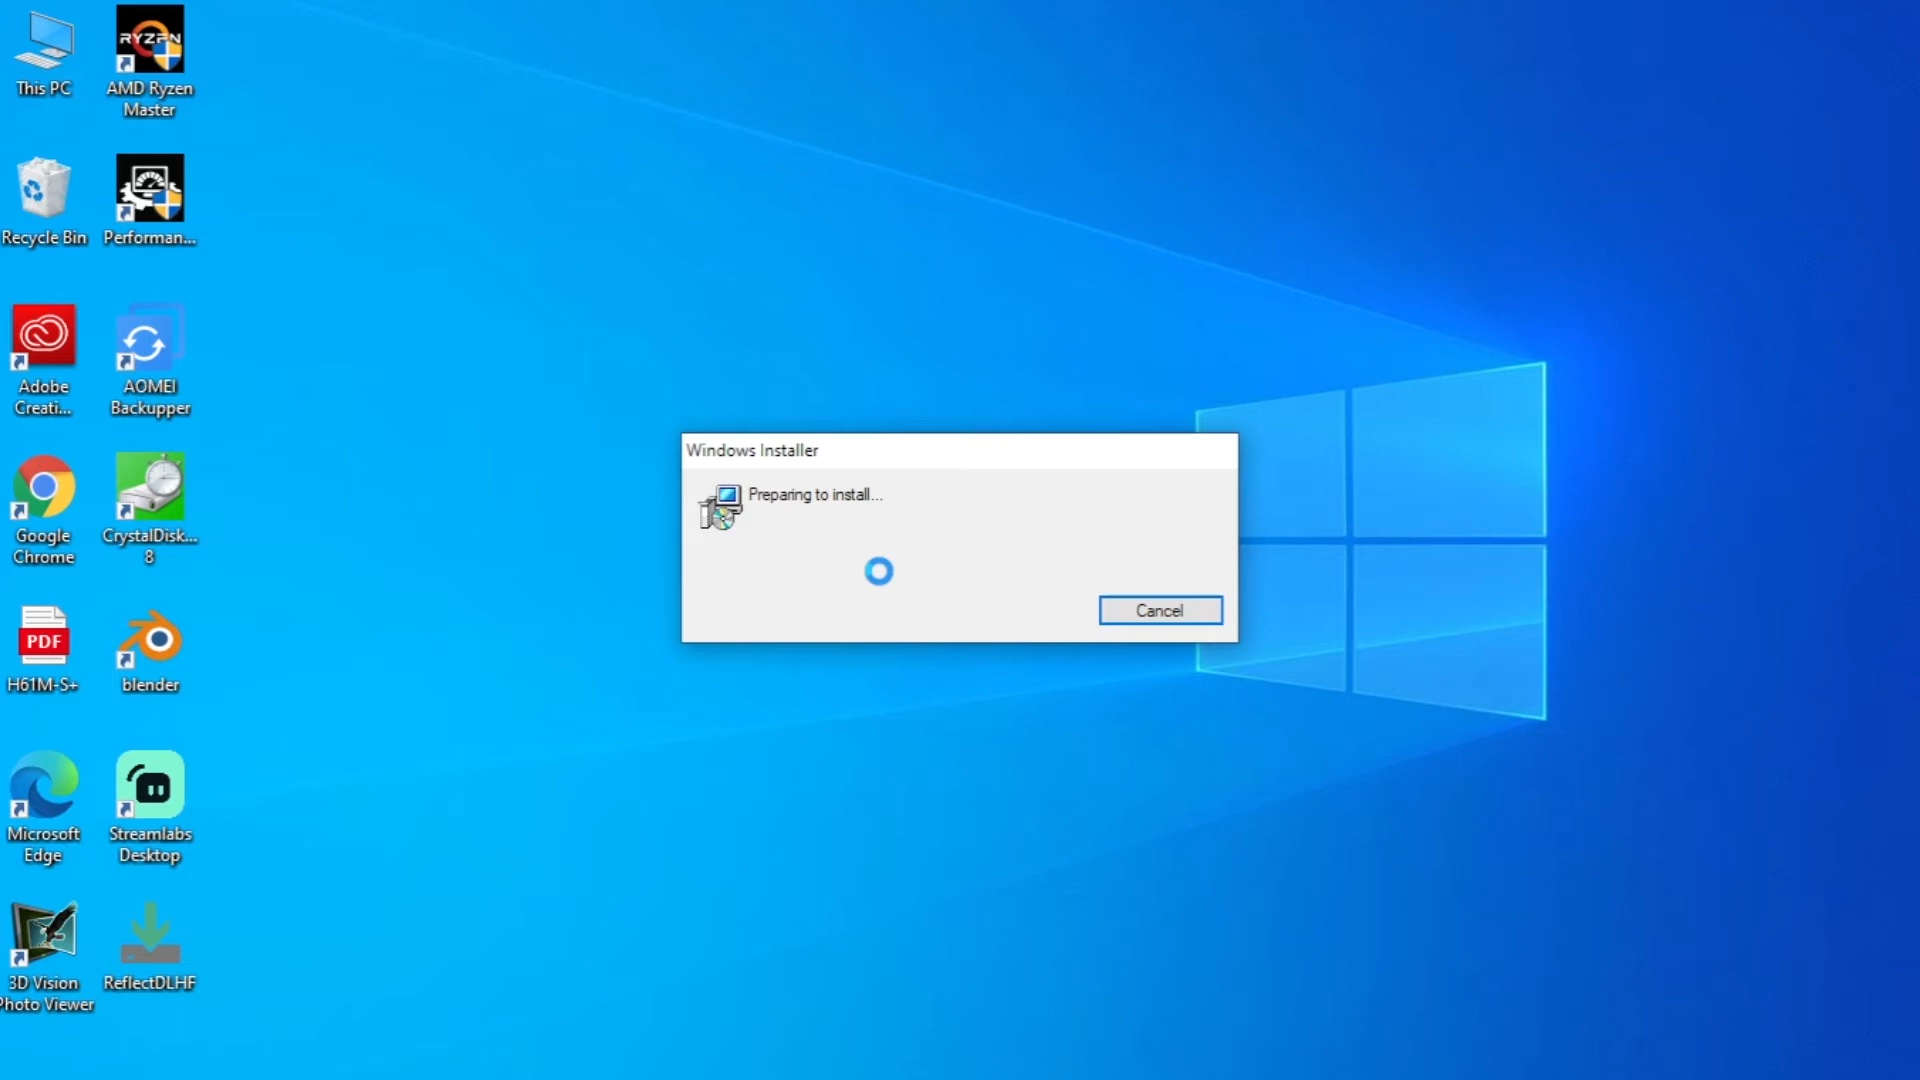 This PC
RYZEN
AMD Ryzen
Master
Recycle Bin
Performan...
Adobe
Creati...
AOMEI
Backupper
Google
Chrome
CrystalDisk...
8
PDF
H61M-S+
blender
Microsoft
Edge
Streamlabs
Desktop
3D Vision
Photo Viewer
ReflectDLHF
Windows Installer
Preparing to install...
Cancel